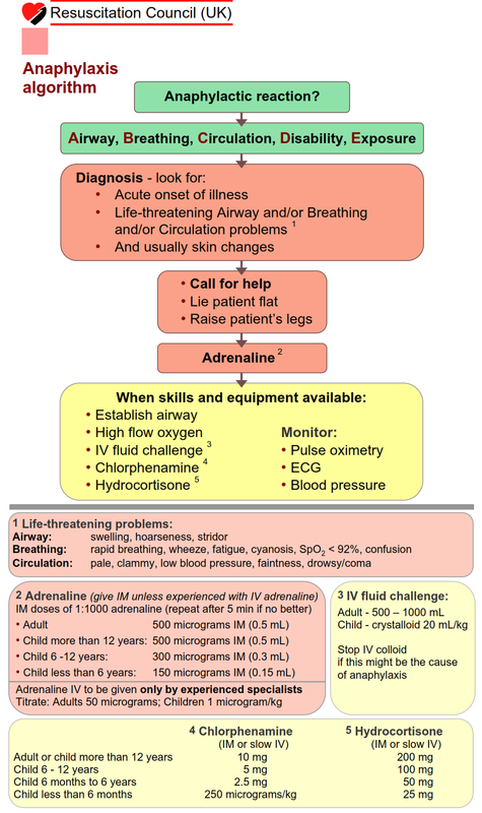 Resuscitation Council (UK)
Anaphylaxis
algorithm
Anaphylactic reaction?
Airway, Breathing, Circulation, Disability, Exposure
Diagnosis - look for:
• Acute onset of illness
• Life-threatening Airway and/or Breathing
and/or Circulation problems 1
• And usually skin changes
• Call for help
• Lie patient flat
• Raise patient's legs
Adrenaline 2
When skills and equipment available:
• Establish airway
• High flow oxygen
• IV fluid challenge 3
• Chlorphenamine 4
• Hydrocortisone 5
Monitor:
• Pulse oximetry
• ECG
• Blood pressure
1 Life-threatening problems:
Airway: swelling, hoarseness, stridor
Breathing: rapid breathing, wheeze, fatigue, cyanosis, SpO2 < 92%, confusion
Circulation: pale, clammy, low blood pressure, faintness, drowsy/coma
2 Adrenaline (give IM unless experienced with IV adrenaline)
IM doses of 1:1000 adrenaline (repeat after 5 min if no better)
• Adult 500 micrograms IM (0.5 mL)
• Child more than 12 years: 500 micrograms IM (0.5 mL)
• Child 6 -12 years: 300 micrograms IM (0.3 mL)
• Child less than 6 years: 150 micrograms IM (0.15 mL)
Adrenaline IV to be given only by experienced specialists
Titrate: Adults 50 micrograms; Children 1 microgram/kg
3 IV fluid challenge:
Adult - 500 – 1000 mL
Child - crystalloid 20 mL/kg
Stop IV colloid
if this might be the cause
of anaphylaxis
4 Chlorphenamine 5 Hydrocortisone
(IM or slow IV) (IM or slow IV)
Adult or child more than 12 years 10 mg 200 mg
Child 6 - 12 years 5 mg 100 mg
Child 6 months to 6 years 2.5 mg 50 mg
Child less than 6 months 250 micrograms/kg 25 mg